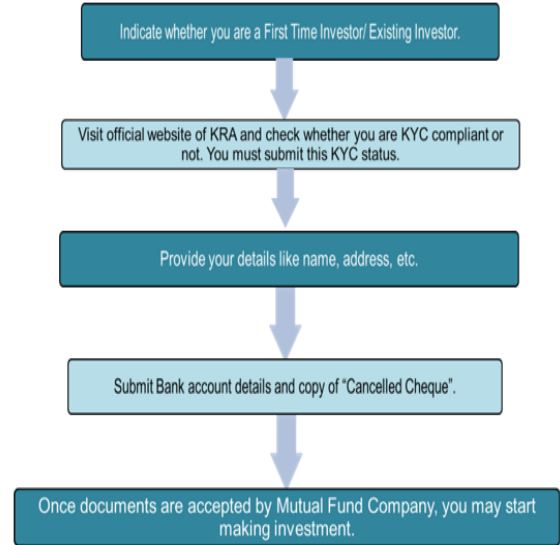 Indicate whether you are a First Time Investor/ Existing Investor.
Visit official website of KRA and check whether you are KYC compliant or
not. You must submit this KYC status.
Provide your details like name, address, etc.
Submit Bank account details and copy of “Cancelled Cheque”.
Once documents are accepted by Mutual Fund Company, you may start
making investment.